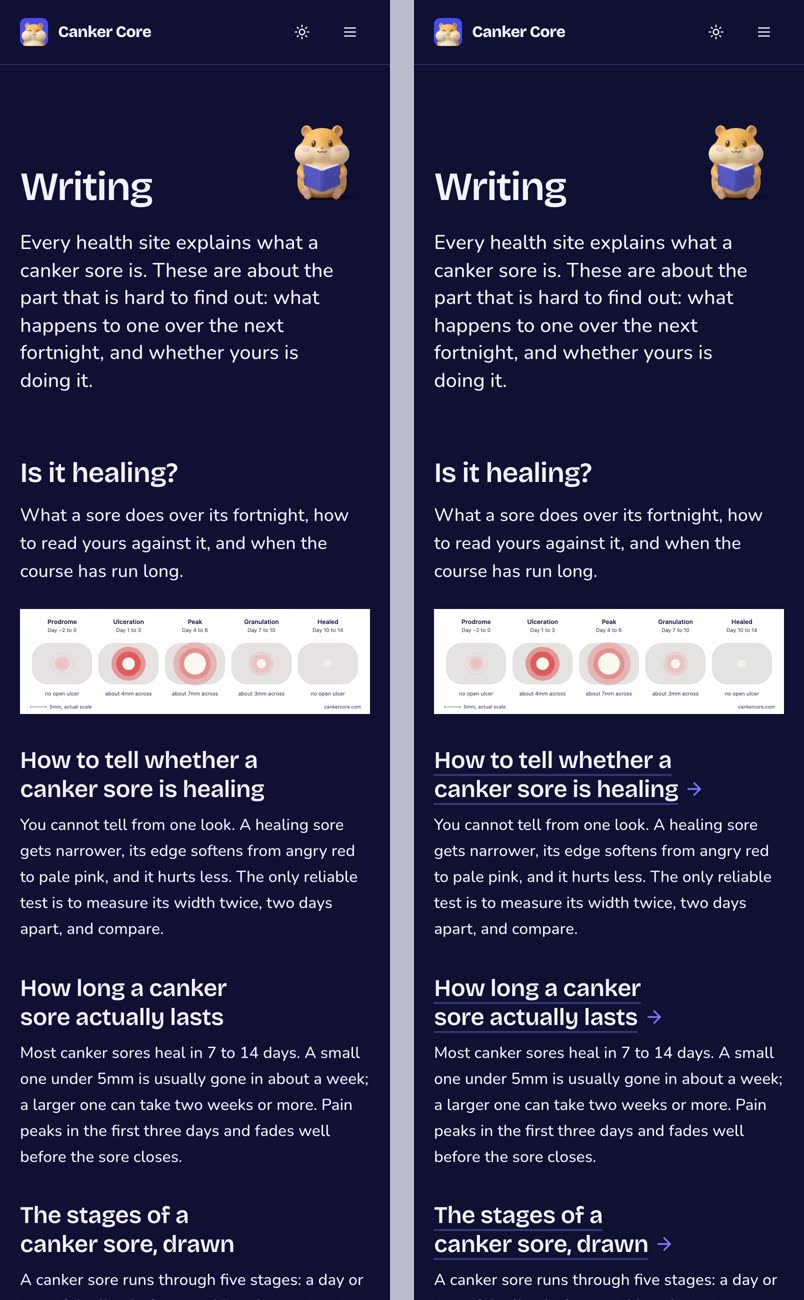 Canker Core
Writing
Every health site explains what a
canker sore is. These are about the
part that is hard to find out: what
happens to one over the next
fortnight, and whether yours is
doing it.
Is it healing?
What a sore does over its fortnight, how
to read yours against it, and when the
course has run long.
Prodrome Ulceration Peak Granulation Healed
Day −2 to 0 Day 1 to 3 Day 4 to 6 Day 7 to 10 Day 10 to 14
no open ulcer about 4mm across about 7mm across about 3mm across no open ulcer
5mm, actual scale cankercore.com
How to tell whether a
canker sore is healing
You cannot tell from one look. A healing sore
gets narrower, its edge softens from angry red
to pale pink, and it hurts less. The only reliable
test is to measure its width twice, two days
apart, and compare.
How long a canker
sore actually lasts
Most canker sores heal in 7 to 14 days. A small
one under 5mm is usually gone in about a week;
a larger one can take two weeks or more. Pain
peaks in the first three days and fades well
before the sore closes.
The stages of a
canker sore, drawn
A canker sore runs through five stages: a day or
Canker Core
Writing
Every health site explains what a
canker sore is. These are about the
part that is hard to find out: what
happens to one over the next
fortnight, and whether yours is
doing it.
Is it healing?
What a sore does over its fortnight, how
to read yours against it, and when the
course has run long.
Prodrome Ulceration Peak Granulation Healed
Day −2 to 0 Day 1 to 3 Day 4 to 6 Day 7 to 10 Day 10 to 14
no open ulcer about 4mm across about 7mm across about 3mm across no open ulcer
5mm, actual scale cankercore.com
How to tell whether a
canker sore is healing →
You cannot tell from one look. A healing sore
gets narrower, its edge softens from angry red
to pale pink, and it hurts less. The only reliable
test is to measure its width twice, two days
apart, and compare.
How long a canker
sore actually lasts →
Most canker sores heal in 7 to 14 days. A small
one under 5mm is usually gone in about a week;
a larger one can take two weeks or more. Pain
peaks in the first three days and fades well
before the sore closes.
The stages of a
canker sore, drawn →
A canker sore runs through five stages: a day or